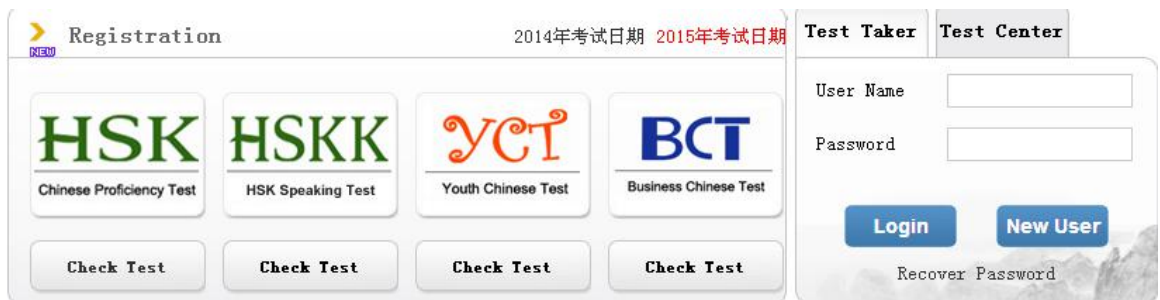 NEW
Registration
2014年考试日期 2015年考试日期
Test Taker
Test Center
HSK
Chinese Proficiency Test
HSKK
HSK Speaking Test
YCT
Youth Chinese Test
BCT
Business Chinese Test
Check Test
Check Test
Check Test
Check Test
User Name
Password
Login
New User
Recover Password